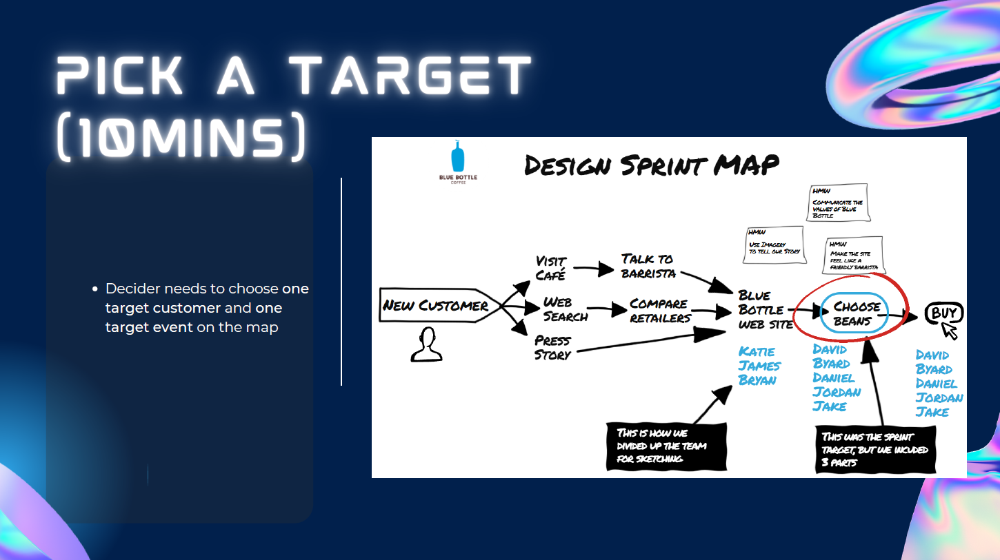 PICK A TARGET
(10MINS)
Decider needs to choose one
target customer and one
target event on the map
BLUE BOTTLE
COFFEE
DESIGN SPRINT MAP
HMW
COMMUNICATE THE
VALUES OF BLUE
BOTTLE
HMW
USE IMAGERY
TO TELL OUR STORY
HMW
MAKE THE SITE
FEEL LIKE A
FRIENDLY BARRISTA
NEW CUSTOMER
VISIT
CAFÉ
TALK TO
BARRISTA
WEB
SEARCH
COMPARE
RETAILERS
PRESS
STORY
BLUE
BOTTLE
WEB SITE
CHOOSE
BEANS
BUY
KATIE
JAMES
BRYAN
DAVID
BYARD
DANIEL
JORDAN
JAKE
DAVID
BYARD
DANIEL
JORDAN
JAKE
THIS IS HOW WE
DIVIDED UP THE TEAM
FOR SKETCHING
THIS WAS THE SPRINT
TARGET, BUT WE INCUDED
3 PARTS